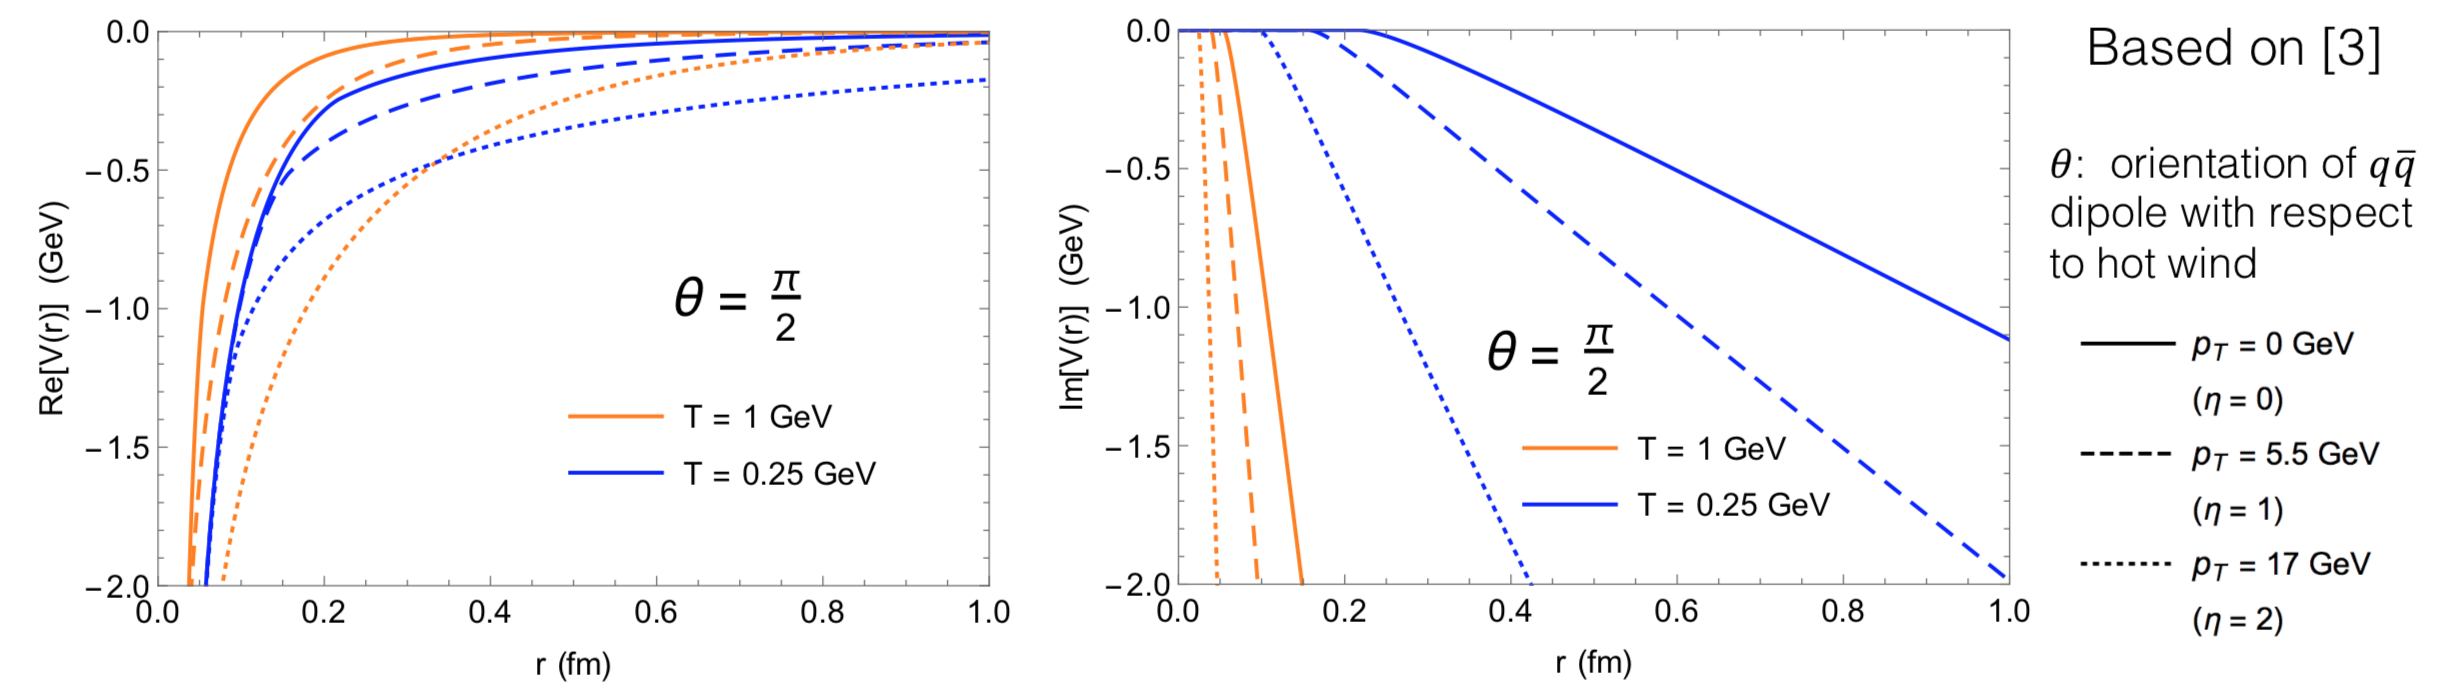 0.0
−0.5
−1.0
−1.5
−2.0
Re[V(r)] (GeV)
θ = π/2
T = 1 GeV
T = 0.25 GeV
0.0 0.2 0.4 0.6 0.8 1.0
r (fm)
0.0
−0.5
−1.0
−1.5
−2.0
Im[V(r)] (GeV)
θ = π/2
T = 1 GeV
T = 0.25 GeV
0.0 0.2 0.4 0.6 0.8 1.0
r (fm)
Based on [3]
θ: orientation of qq̄
dipole with respect
to hot wind
p_T = 0 GeV
(η = 0)
p_T = 5.5 GeV
(η = 1)
p_T = 17 GeV
(η = 2)